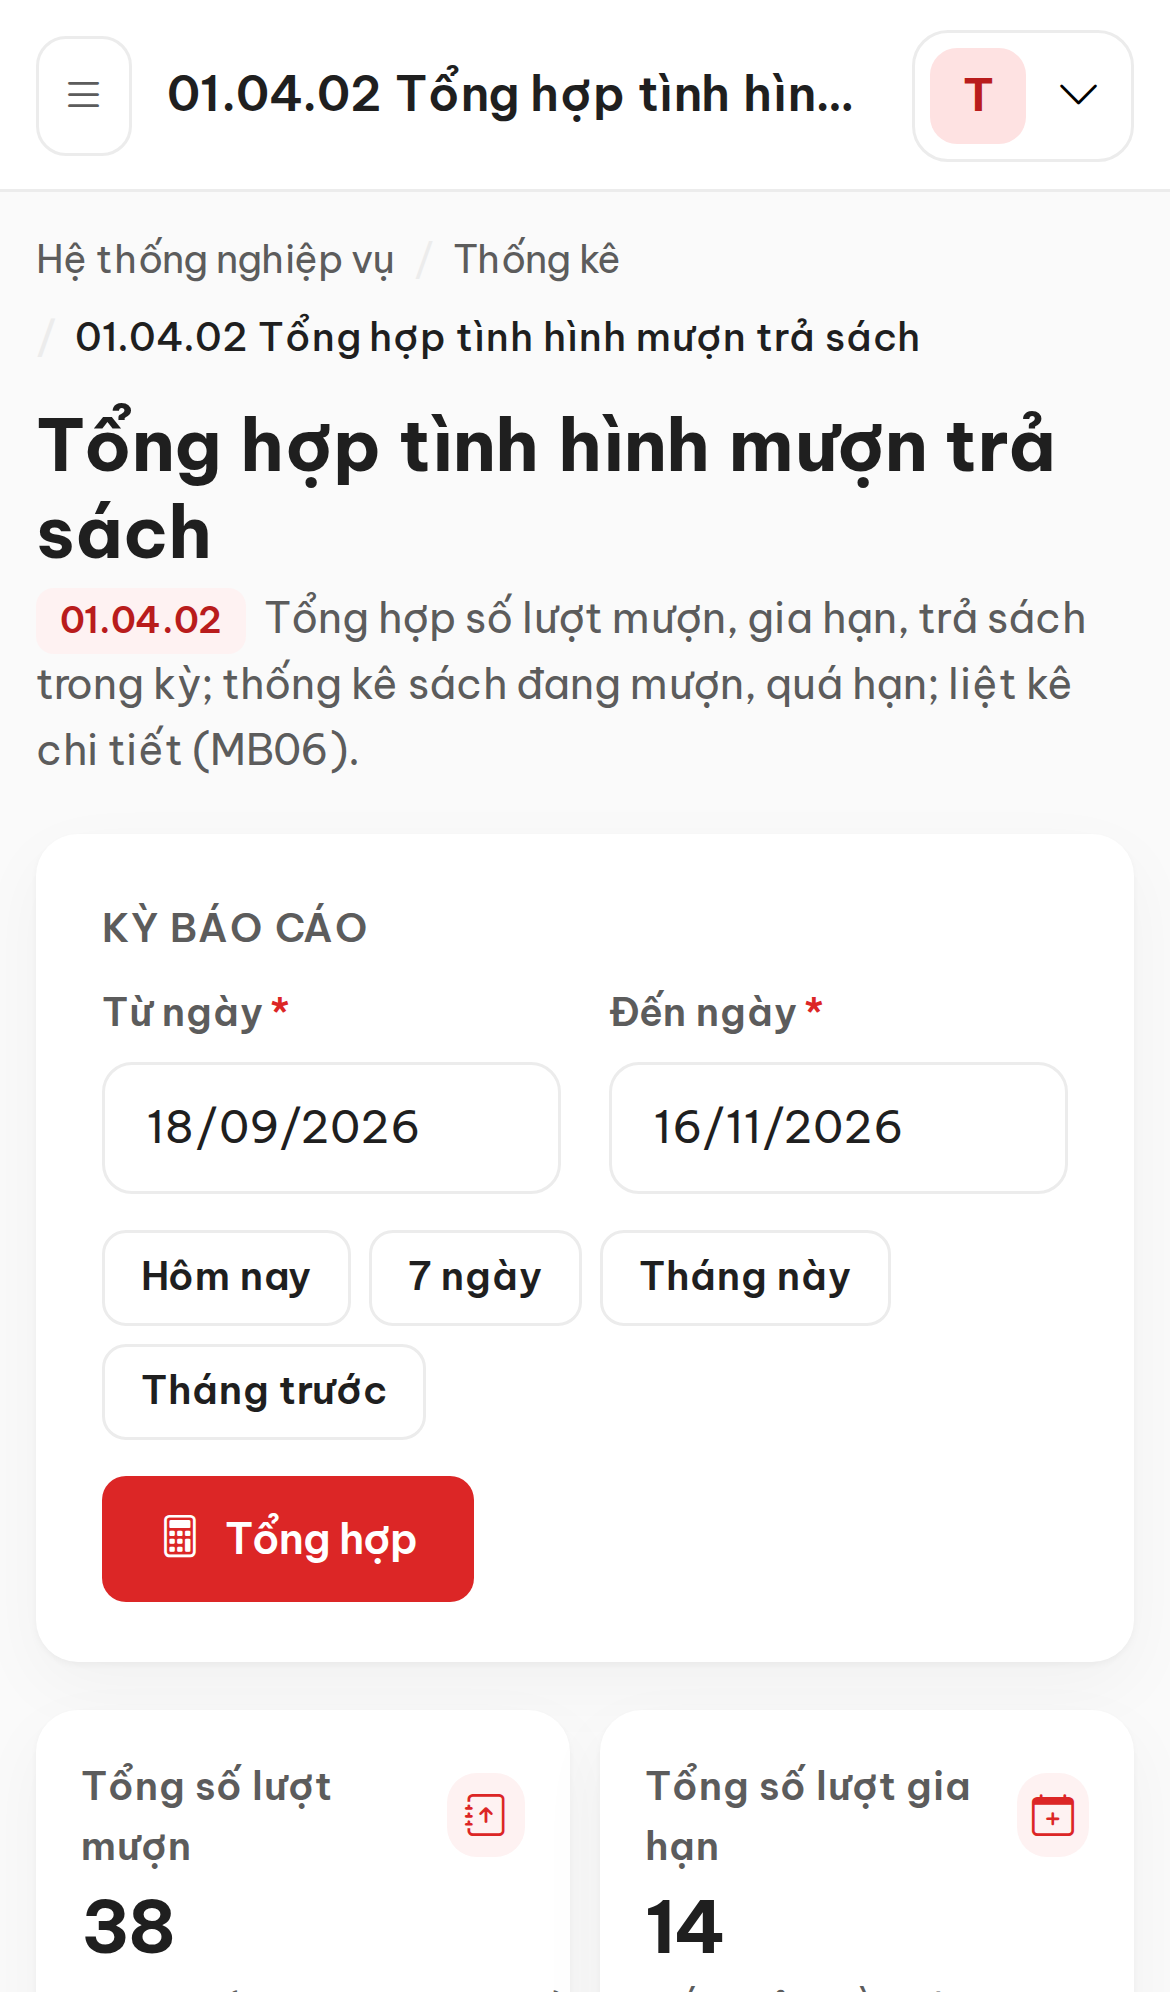 01.04.02 Tổng hợp tình hìn...
T
Hệ thống nghiệp vụ / Thống kê
/ 01.04.02 Tổng hợp tình hình mượn trả sách
Tổng hợp tình hình mượn trả
sách
01.04.02 Tổng hợp số lượt mượn, gia hạn, trả sách
trong kỳ; thống kê sách đang mượn, quá hạn; liệt kê
chi tiết (MB06).
KỲ BÁO CÁO
Từ ngày * Đến ngày *
18/09/2026 16/11/2026
Hôm nay 7 ngày Tháng này
Tháng trước
Tổng hợp
Tổng số lượt
mượn
38
Tổng số lượt gia
hạn
14